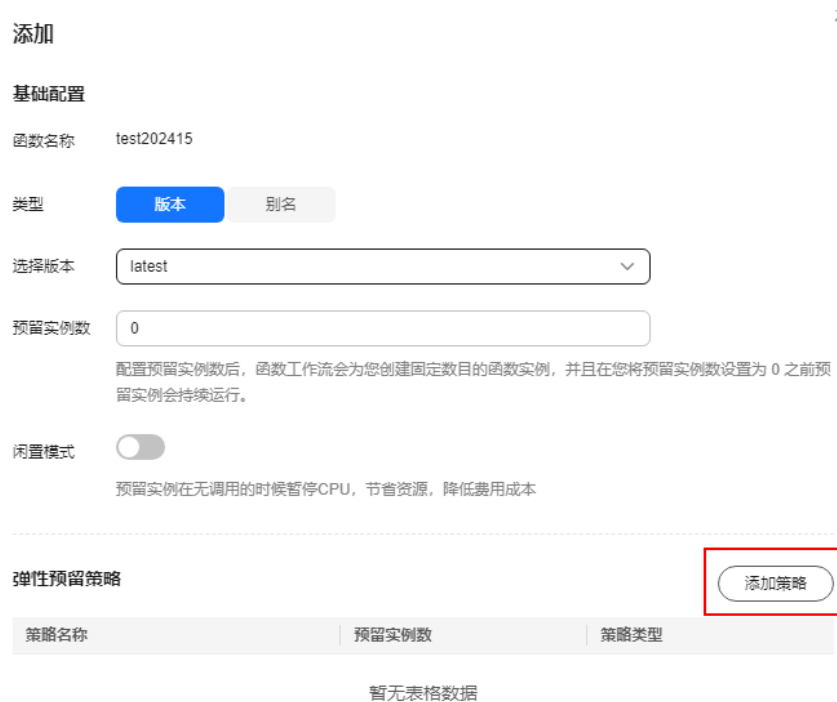 添加
基础配置
函数名称 test202415
类型 版本 别名
选择版本 latest
预留实例数 0
配置预留实例数后，函数工作流会为您创建固定数目的函数实例，并且在您将预留实例数设置为 0 之前预
留实例会持续运行。
闲置模式
预留实例在无调用的时候暂停CPU，节省资源，降低费用成本
弹性预留策略 添加策略
策略名称 预留实例数 策略类型
暂无表格数据